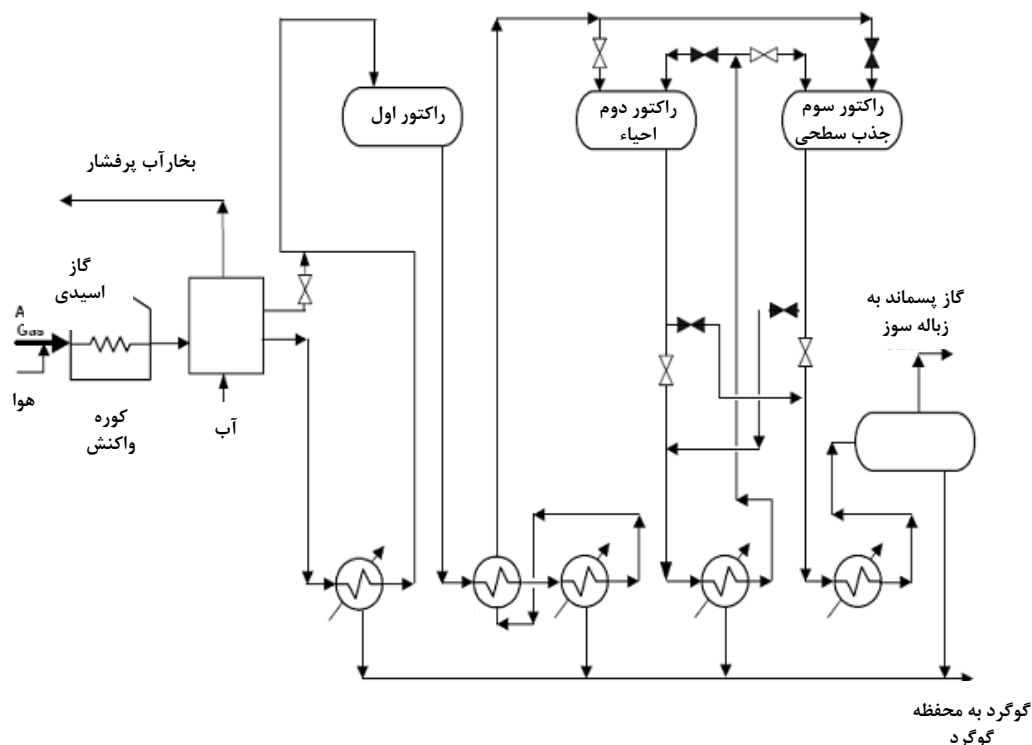 راکتور اول
راکتور دوم
احیاء
راکتور سوم
جذب سطحی
بخارآب پرفشار
گاز
اسیدی
A
Gas
هوا
کوره
واکنش
آب
گاز پسماند به
زباله سوز
گوگرد به محفظه
گوگرد